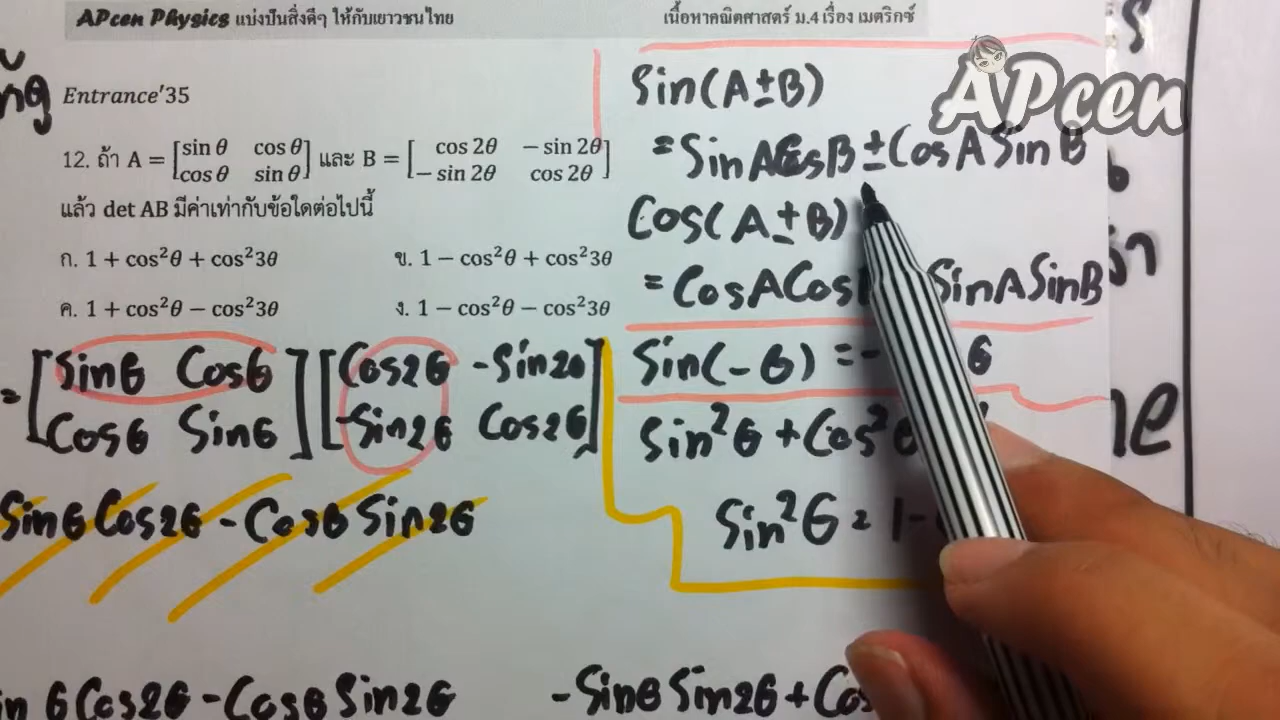 APcen Physics แบ่งปันสิ่งดีๆ ให้กับเยาวชนไทย
เนื้อหาคณิตศาสตร์ ม.4 เรื่อง เมตริกซ์
APcen
Entrance'35
12. ถ้า A = [sin θ cos θ cos θ sin θ] และ B = [cos 2θ − sin 2θ − sin 2θ cos 2θ]
แล้ว det AB มีค่าเท่ากับข้อใดต่อไปนี้
ก. 1 + cos²θ + cos²3θ
ข. 1 − cos²θ + cos²3θ
ค. 1 + cos²θ − cos²3θ
ง. 1 − cos²θ − cos²3θ
Sin(A±B)
= SinACosB ± CosASinB
Cos(A±B)
= CosACos SinASinB
Sin(-θ) = - θ
Sin²θ + Cos²θ
Sin²θ = 1 -
= [Sinθ Cosθ] [Cos2θ -Sin2θ]
[Cosθ Sinθ] [-Sin2θ Cos2θ]
Sinθ Cos2θ - Cosθ Sin2θ
θ Cos2θ - Cosθ Sin2θ
-Sinθ Sin2θ +